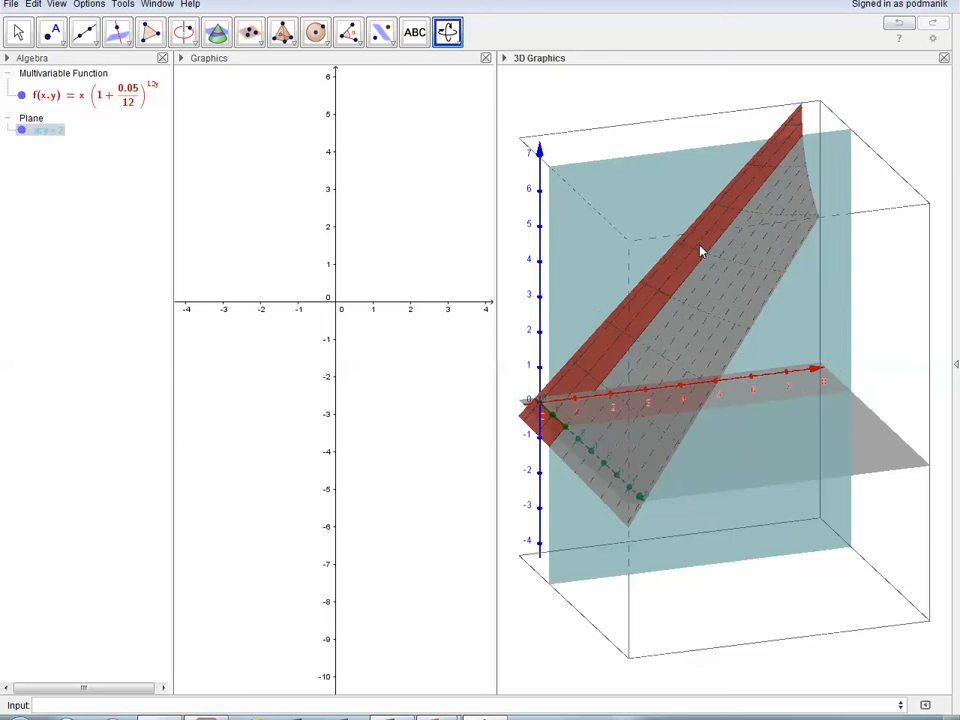 File Edit View Options Tools Window Help
Signed in as podmanik
ABC
?
Algebra
Graphics
3D Graphics
Multivariable Function
f(x,y) = x (1 + 0.05/12)^12y
Plane
6
5
4
3
2
1
0
-1
-2
-3
-4
-5
-6
-7
-8
-9
-10
-4 -3 -2 -1 0 1 2 3 4
7
6
5
4
3
2
1
0
-1
-2
-3
-4
Input: